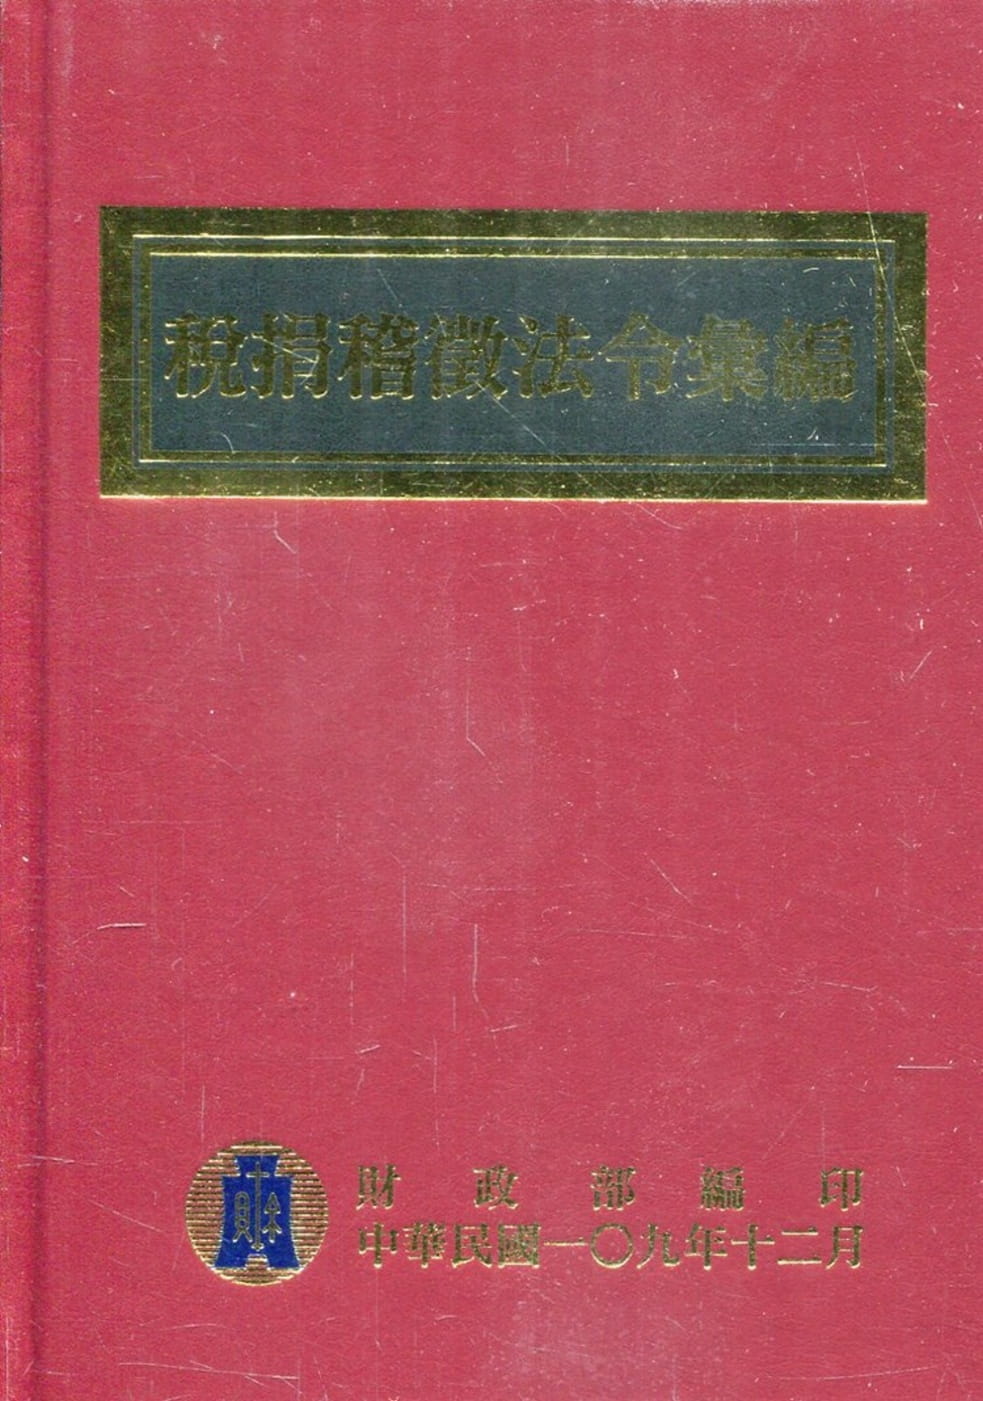 稅捐稽徵法令彙編
財政部編印
中華民國一〇九年十二月